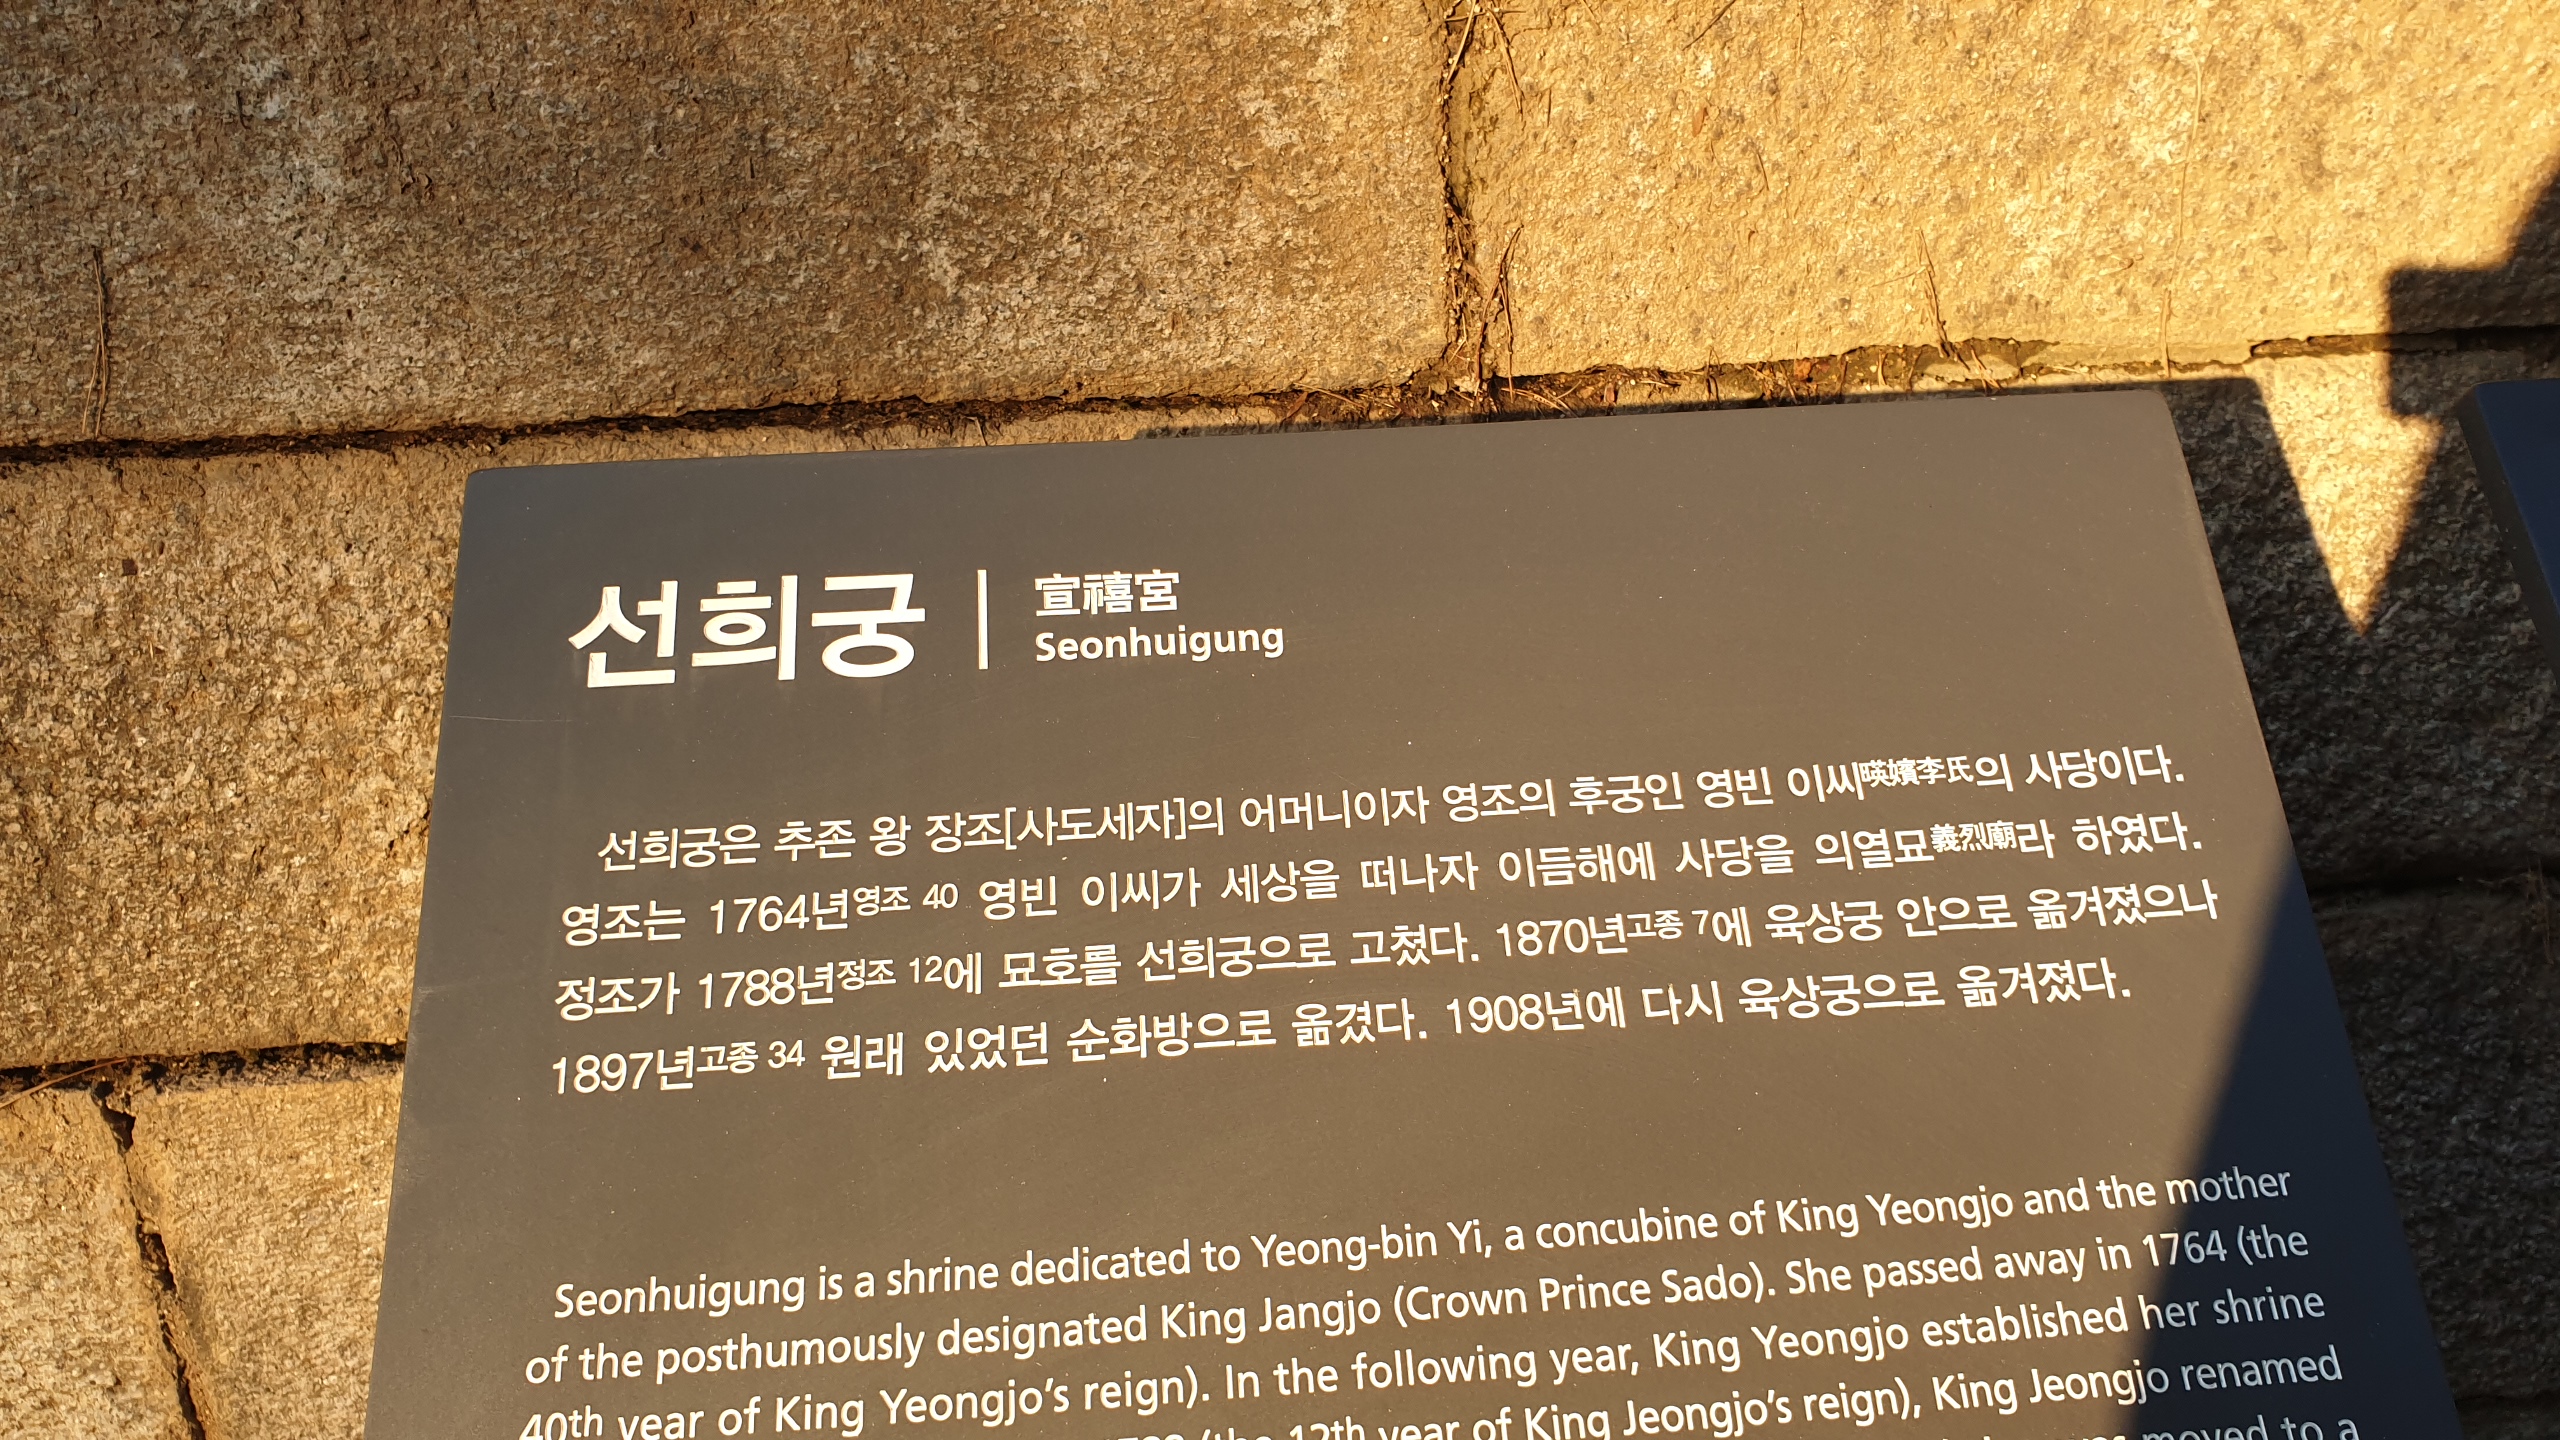 선희궁
宣禧宮
Seonhuigung
선희궁은 추존 왕 장조[사도세자]의 어머니이자 영조의 후궁인 영빈 이씨暎嬪李氏의 사당이다.
영조는 1764년영조 40 영빈 이씨가 세상을 떠나자 이듬해에 사당을 의열묘義烈廟라 하였다.
정조가 1788년정조 12에 묘호를 선희궁으로 고쳤다. 1870년고종 7에 육상궁 안으로 옮겨졌으나
1897년고종 34 원래 있었던 순화방으로 옮겼다. 1908년에 다시 육상궁으로 옮겨졌다.
Seonhuigung is a shrine dedicated to Yeong-bin Yi, a concubine of King Yeongjo and the mother
of the posthumously designated King Jangjo (Crown Prince Sado). She passed away in 1764 (the
40th year of King Yeongjo's reign). In the following year, King Yeongjo established her shrine
(the 12th year of King Jeongjo's reign), King Jeongjo renamed
moved to a